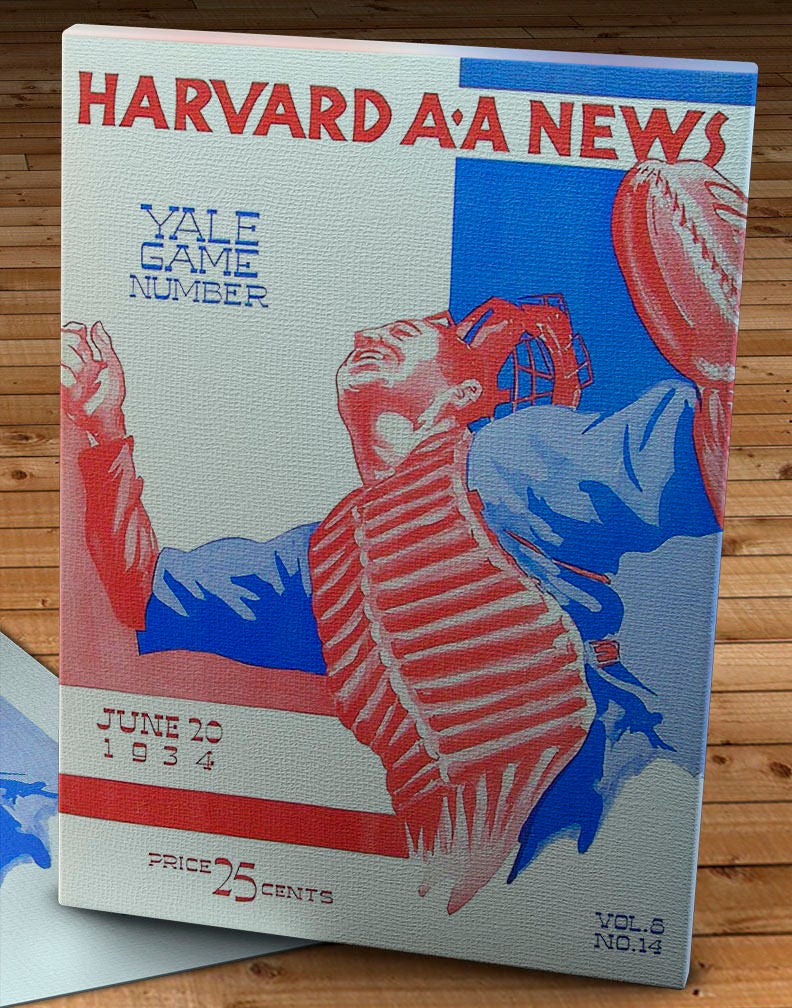 HARVARD A·A NEWS
YALE
GAME
NUMBER
JUNE 20
1934
PRICE 25 CENTS
VOL. 8
NO. 14